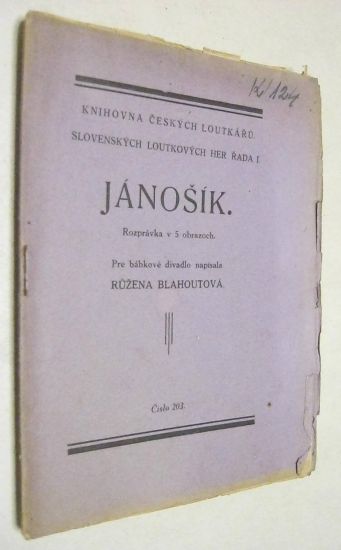 K/124
KNIHOVNA ČESKÝCH LOUTKÁŘŮ.
SLOVENSKÝCH LOUTKOVÝCH HER ŘADA I.
JÁNOŠÍK.
Rozprávka v 5 obrazoch.
Pre bábkové divadlo napísala
RŮŽENA BLAHOUTOVÁ.
Číslo 203.